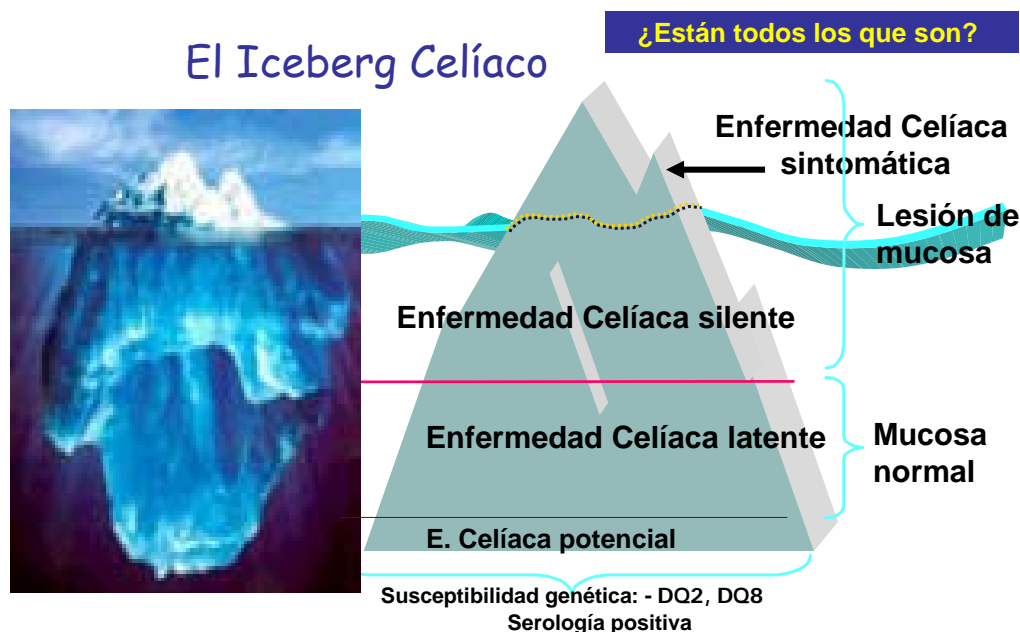 ¿Están todos los que son?
El Iceberg Celíaco
Enfermedad Celíaca
sintomática
Lesión de
mucosa
Enfermedad Celíaca silente
Enfermedad Celíaca latente
Mucosa
normal
E. Celíaca potencial
Susceptibilidad genética: - DQ2, DQ8
Serología positiva